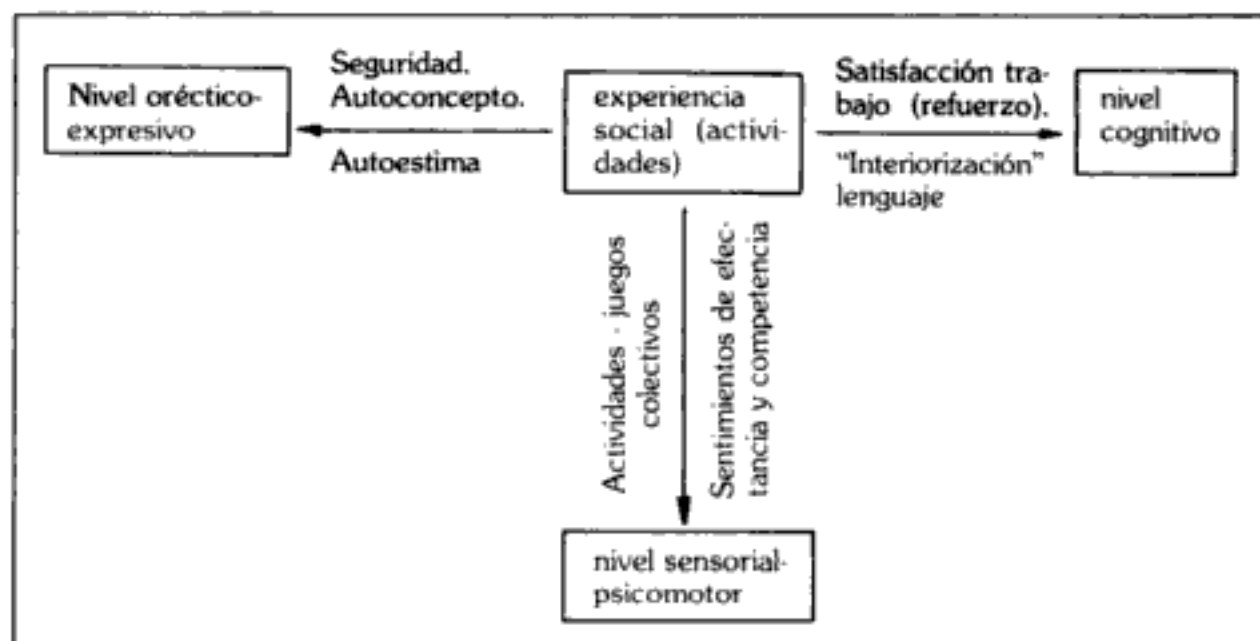 Nivel oréctico-
expresivo
Seguridad.
Autoconcepto.
Autoestima
experiencia
social (activi-
dades)
Satisfacción tra-
bajo (refuerzo).
“Interiorización”
lenguaje
nivel
cognitivo
Actividades - juegos
colectivos
Sentimientos de efec-
tancia y competencia
nivel sensorial-
psicomotor